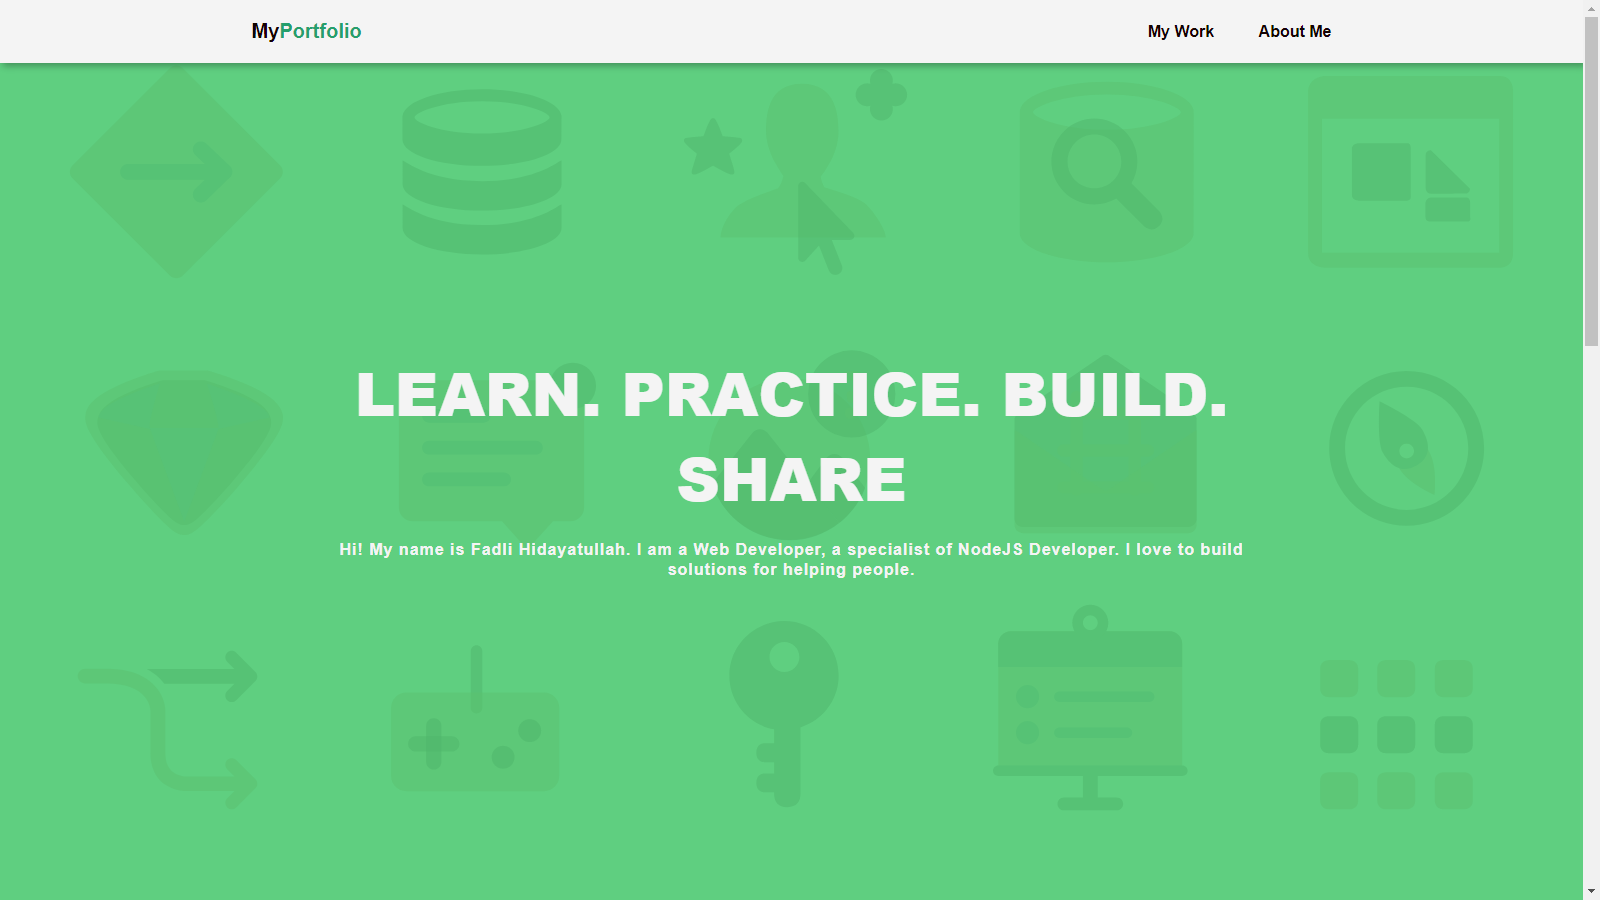 MyPortfolio
My Work
About Me
LEARN. PRACTICE. BUILD.
SHARE
Hi! My name is Fadli Hidayatullah. I am a Web Developer, a specialist of NodeJS Developer. I love to build
solutions for helping people.